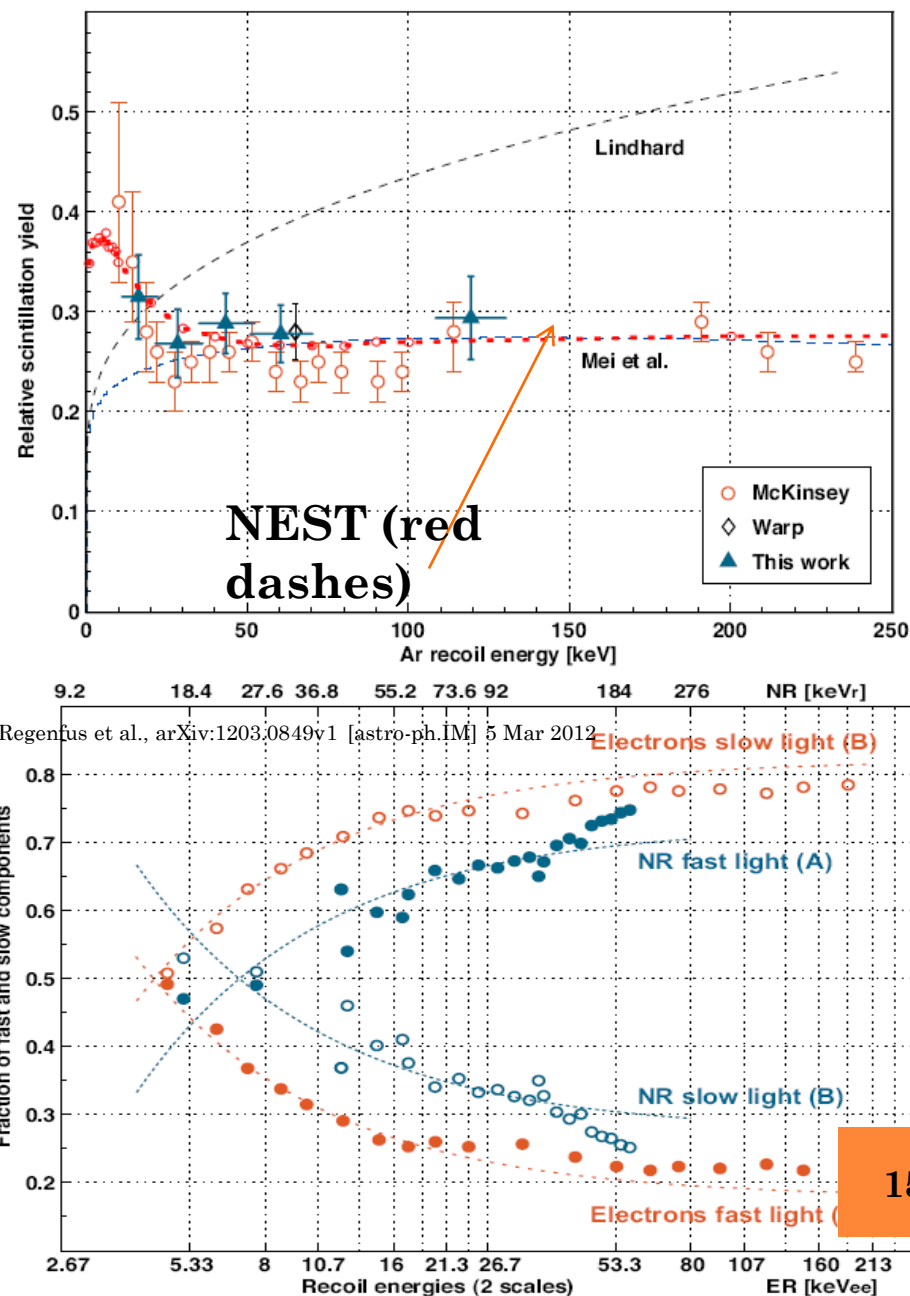 0.5
Lindhard
0.4
Relative scintillation yield
0.3
Mei et al.
0.2
NEST (red
dashes)
McKinsey
Warp
This work
0.1
0
0 50 100 150 200 250
Ar recoil energy [keV]
9.2 18.4 27.6 36.8 55.2 73.6 92 184 276 NR [keVr]
Regenfus et al., arXiv:1203.0849v1 [astro-ph.IM] 5 Mar 2012
Electrons slow light (B)
0.8
0.7
NR fast light (A)
0.6
Fraction of fast and slow components
0.5
0.4
NR slow light (B)
0.3
0.2
15
Electrons fast light (
2.67 5.33 8 10.7 16 21.3 26.7 53.3 80 107 160 213
Recoil energies (2 scales) ER [keVee]